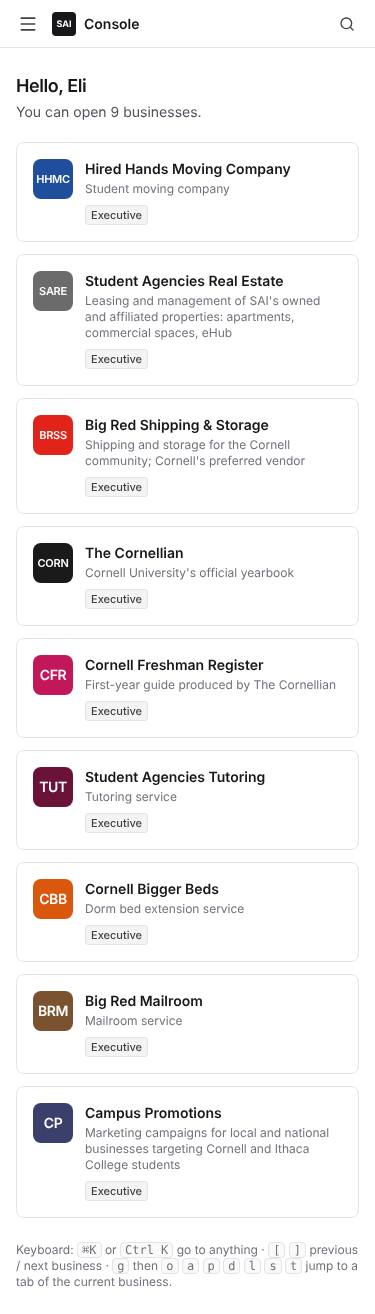 SAI Console
Hello, Eli
You can open 9 businesses.
HHMC
Hired Hands Moving Company
Student moving company
Executive
SARE
Student Agencies Real Estate
Leasing and management of SAI's owned
and affiliated properties: apartments,
commercial spaces, eHub
Executive
BRSS
Big Red Shipping & Storage
Shipping and storage for the Cornell
community; Cornell's preferred vendor
Executive
CORN
The Cornellian
Cornell University's official yearbook
Executive
CFR
Cornell Freshman Register
First-year guide produced by The Cornellian
Executive
TUT
Student Agencies Tutoring
Tutoring service
Executive
CBB
Cornell Bigger Beds
Dorm bed extension service
Executive
BRM
Big Red Mailroom
Mailroom service
Executive
CP
Campus Promotions
Marketing campaigns for local and national
businesses targeting Cornell and Ithaca
College students
Executive
Keyboard: ⌘K or Ctrl K go to anything · [ ] previous
/ next business · g then o a p d l s t jump to a
tab of the current business.